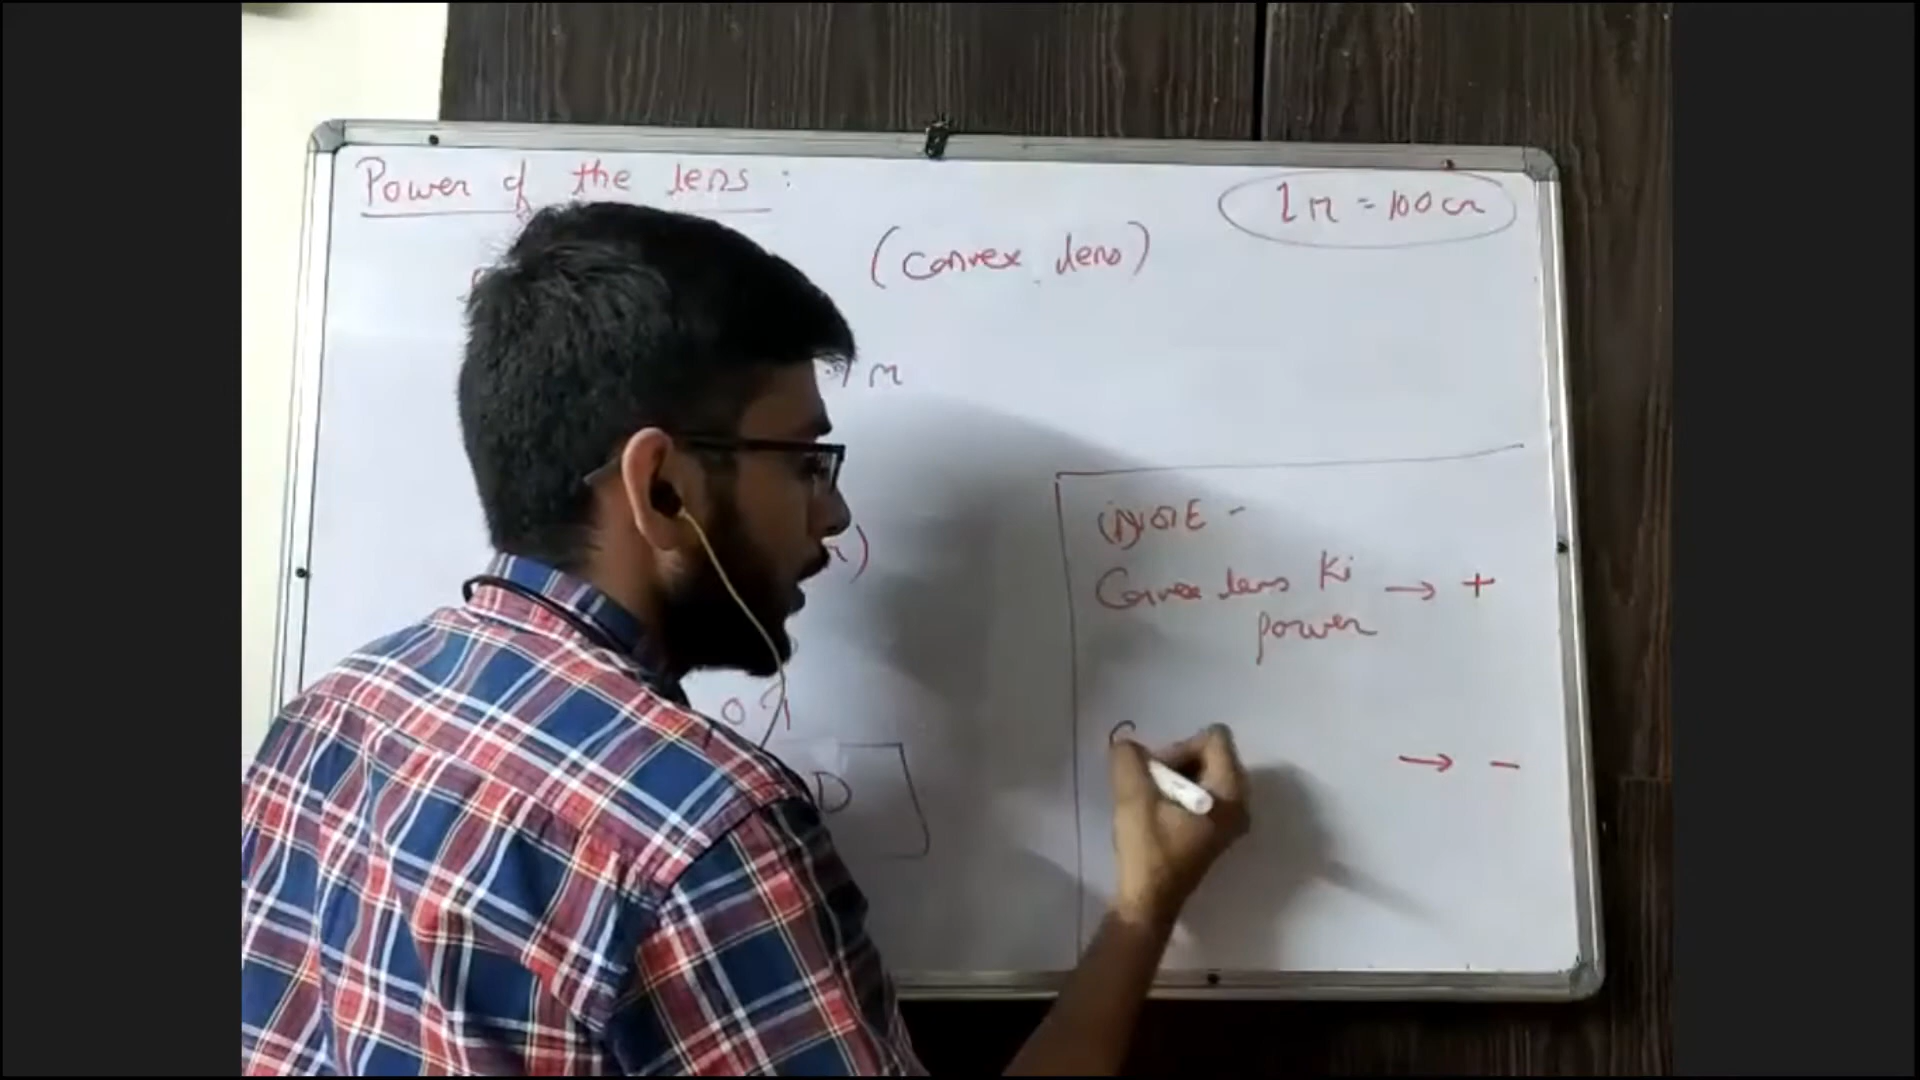 Power of the lens :
1 m = 100 cm
(convex lens)
m
NOTE -
Convex lens Ki → +
power
→ -
D